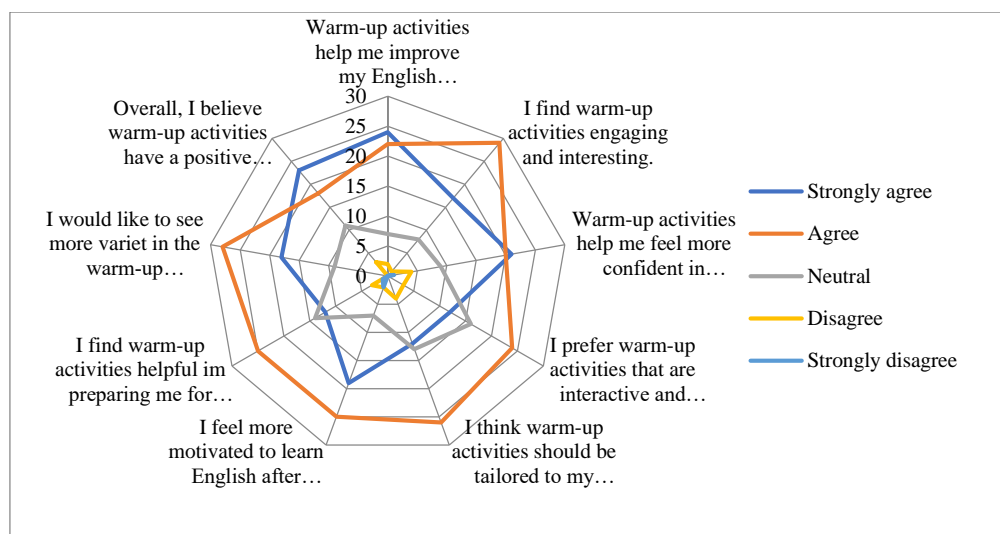 Warm-up activities
help me improve
my English…
I find warm-up
activities engaging
and interesting.
Warm-up activities
help me feel more
confident in…
I prefer warm-up
activities that are
interactive and…
I think warm-up
activities should be
tailored to my…
I feel more
motivated to learn
English after…
I find warm-up
activities helpful im
preparing me for…
I would like to see
more variet in the
warm-up…
Overall, I believe
warm-up activities
have a positive…
30
25
20
15
10
5
0
Strongly agree
Agree
Neutral
Disagree
Strongly disagree